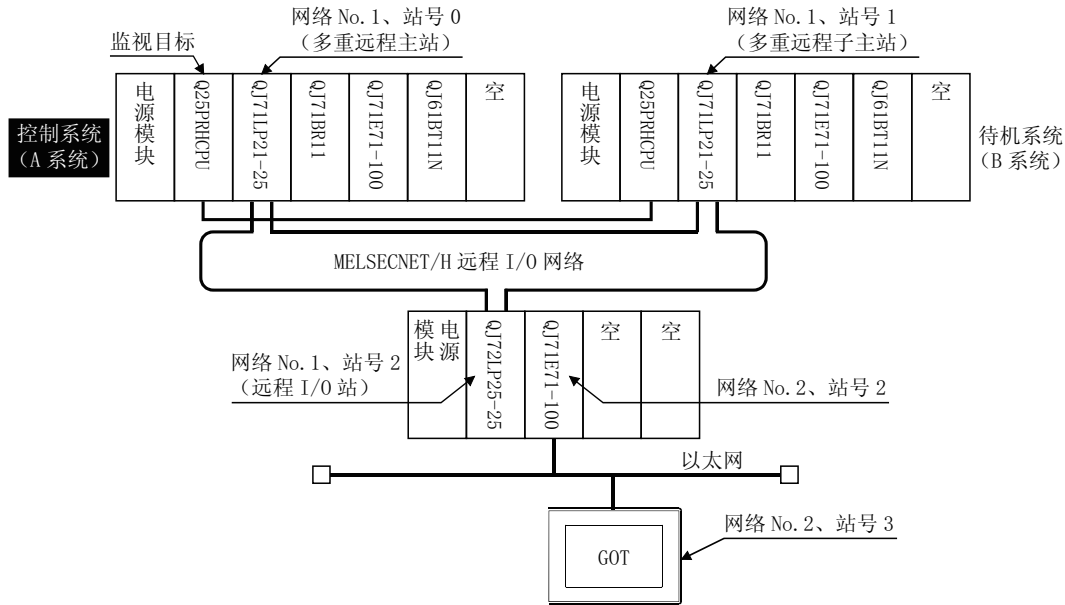 网络 No.1、站号 0
（多重远程主站）
网络 No.1、站号 1
（多重远程子主站）
监视目标
控制系统
（A 系统）
电源模块
Q25PRHCPU
QJ71LP21-25
QJ71BR11
QJ71E71-100
QJ61BT11N
空
电源模块
Q25PRHCPU
QJ71LP21-25
QJ71BR11
QJ71E71-100
QJ61BT11N
空
待机系统
（B 系统）
MELSECNET/H 远程 I/O 网络
电源
模块
QJ72LP25-25
QJ71E71-100
空
空
网络 No.1、站号 2
（远程 I/O 站）
网络 No.2、站号 2
以太网
网络 No.2、站号 3
GOT